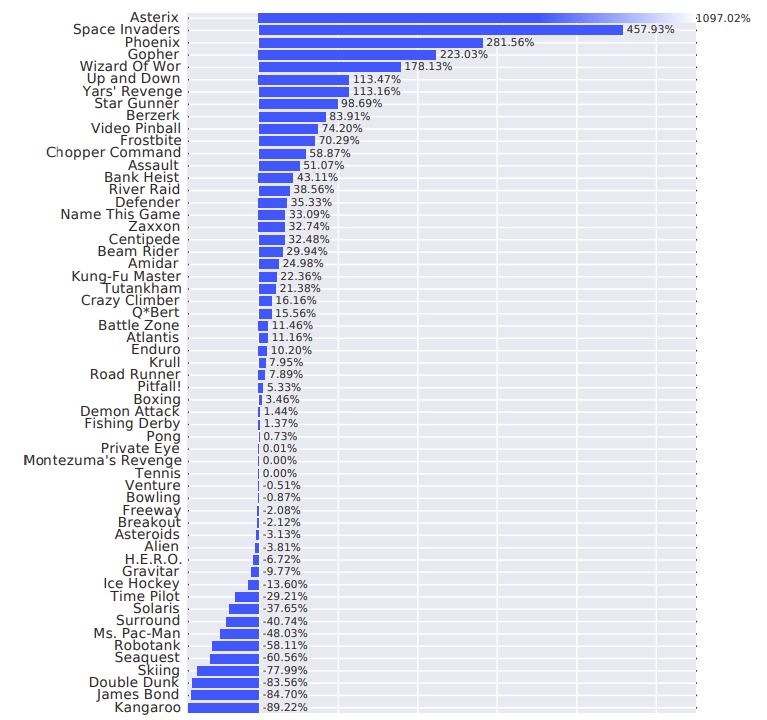 Asterix 1097.02%
Space Invaders 457.93%
Phoenix 281.56%
Gopher 223.03%
Wizard Of Wor 178.13%
Up and Down 113.47%
Yars' Revenge 113.16%
Star Gunner 98.69%
Berzerk 83.91%
Video Pinball 74.20%
Frostbite 70.29%
Chopper Command 58.87%
Assault 51.07%
Bank Heist 43.11%
River Raid 38.56%
Defender 35.33%
Name This Game 33.09%
Zaxxon 32.74%
Centipede 32.48%
Beam Rider 29.94%
Amidar 24.98%
Kung-Fu Master 22.36%
Tutankham 21.38%
Crazy Climber 16.16%
Q*Bert 15.56%
Battle Zone 11.46%
Atlantis 11.16%
Enduro 10.20%
Krull 7.95%
Road Runner 7.89%
Pitfall! 5.33%
Boxing 3.46%
Demon Attack 1.44%
Fishing Derby 1.37%
Pong 0.73%
Private Eye 0.01%
Montezuma's Revenge 0.00%
Tennis 0.00%
Venture -0.51%
Bowling -0.87%
Freeway -2.08%
Breakout -2.12%
Asteroids -3.13%
Alien -3.81%
H.E.R.O. -6.72%
Gravitar -9.77%
Ice Hockey -13.60%
Time Pilot -29.21%
Solaris -37.65%
Surround -40.74%
Ms. Pac-Man -48.03%
Robotank -58.11%
Seaquest -60.56%
Skiing -77.99%
Double Dunk -83.56%
James Bond -84.70%
Kangaroo -89.22%